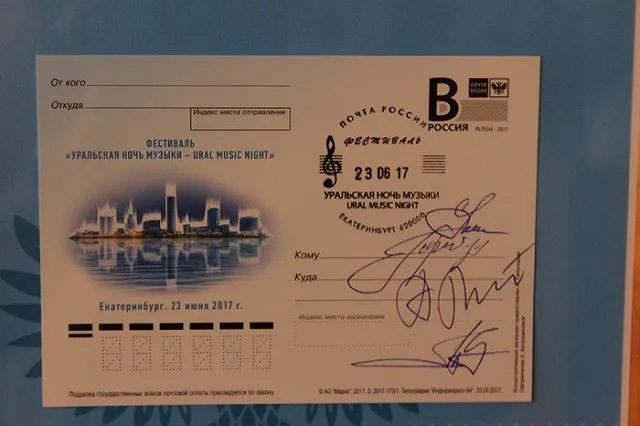 От кого
Откуда
Индекс места отправления
ФЕСТИВАЛЬ
«УРАЛЬСКАЯ НОЧЬ МУЗЫКИ – URAL MUSIC NIGHT»
Екатеринбург. 23 июня 2017 г.
Подделка государственных знаков почтовой оплаты преследуется по закону
ПОЧТА РОССИИ
ФЕСТИВАЛЬ
23 06 17
УРАЛЬСКАЯ НОЧЬ МУЗЫКИ
URAL MUSIC NIGHT
ЕКАТЕРИНБУРГ 620000
B
РОССИЯ
ПОЧТА РОССИИ
RUSSIA · 2011
Кому
Куда
Индекс места назначения
© АО "Марка", 2017. З. 2017-173/1. Типография "Информпресс-94" 23.06.2017